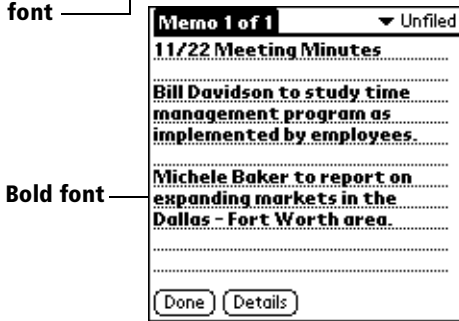 font
Memo 1 of 1
Unfiled
11/22 Meeting Minutes
Bill Davidson to study time
management program as
implemented by employees.
Michele Baker to report on
Bold font
expanding markets in the
Dallas - Fort Worth area.
Done
Details